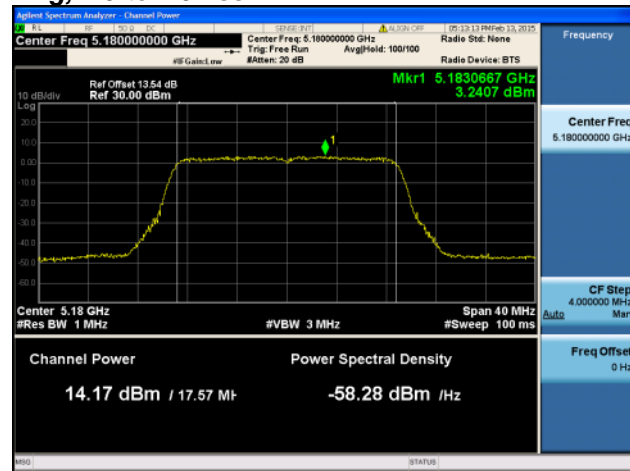 Agilent Spectrum Analyzer - Channel Power
RL RF 50 Ω DC SENSE:INT ALIGN OFF 05:13:13 PM Feb 13, 2015
Center Freq 5.180000000 GHz
Center Freq: 5.180000000 GHz
Radio Std: None
Trig: Free Run Avg|Hold: 100/100
#IFGain:Low #Atten: 20 dB Radio Device: BTS
Frequency
Ref Offset 13.54 dB
Mkr1 5.1830667 GHz
10 dB/div Ref 30.00 dBm
3.2407 dBm
Log
20.0
10.0
0.00
-10.0
-20.0
-30.0
-40.0
-50.0
-60.0
1
Center 5.18 GHz Span 40 MHz
#Res BW 1 MHz #VBW 3 MHz #Sweep 100 ms
Channel Power Power Spectral Density
14.17 dBm / 17.57 MH -58.28 dBm /Hz
Center Freq
5.180000000 GHz
CF Step
4.000000 MHz
Auto Man
Freq Offset
0 Hz
MSG STATUS